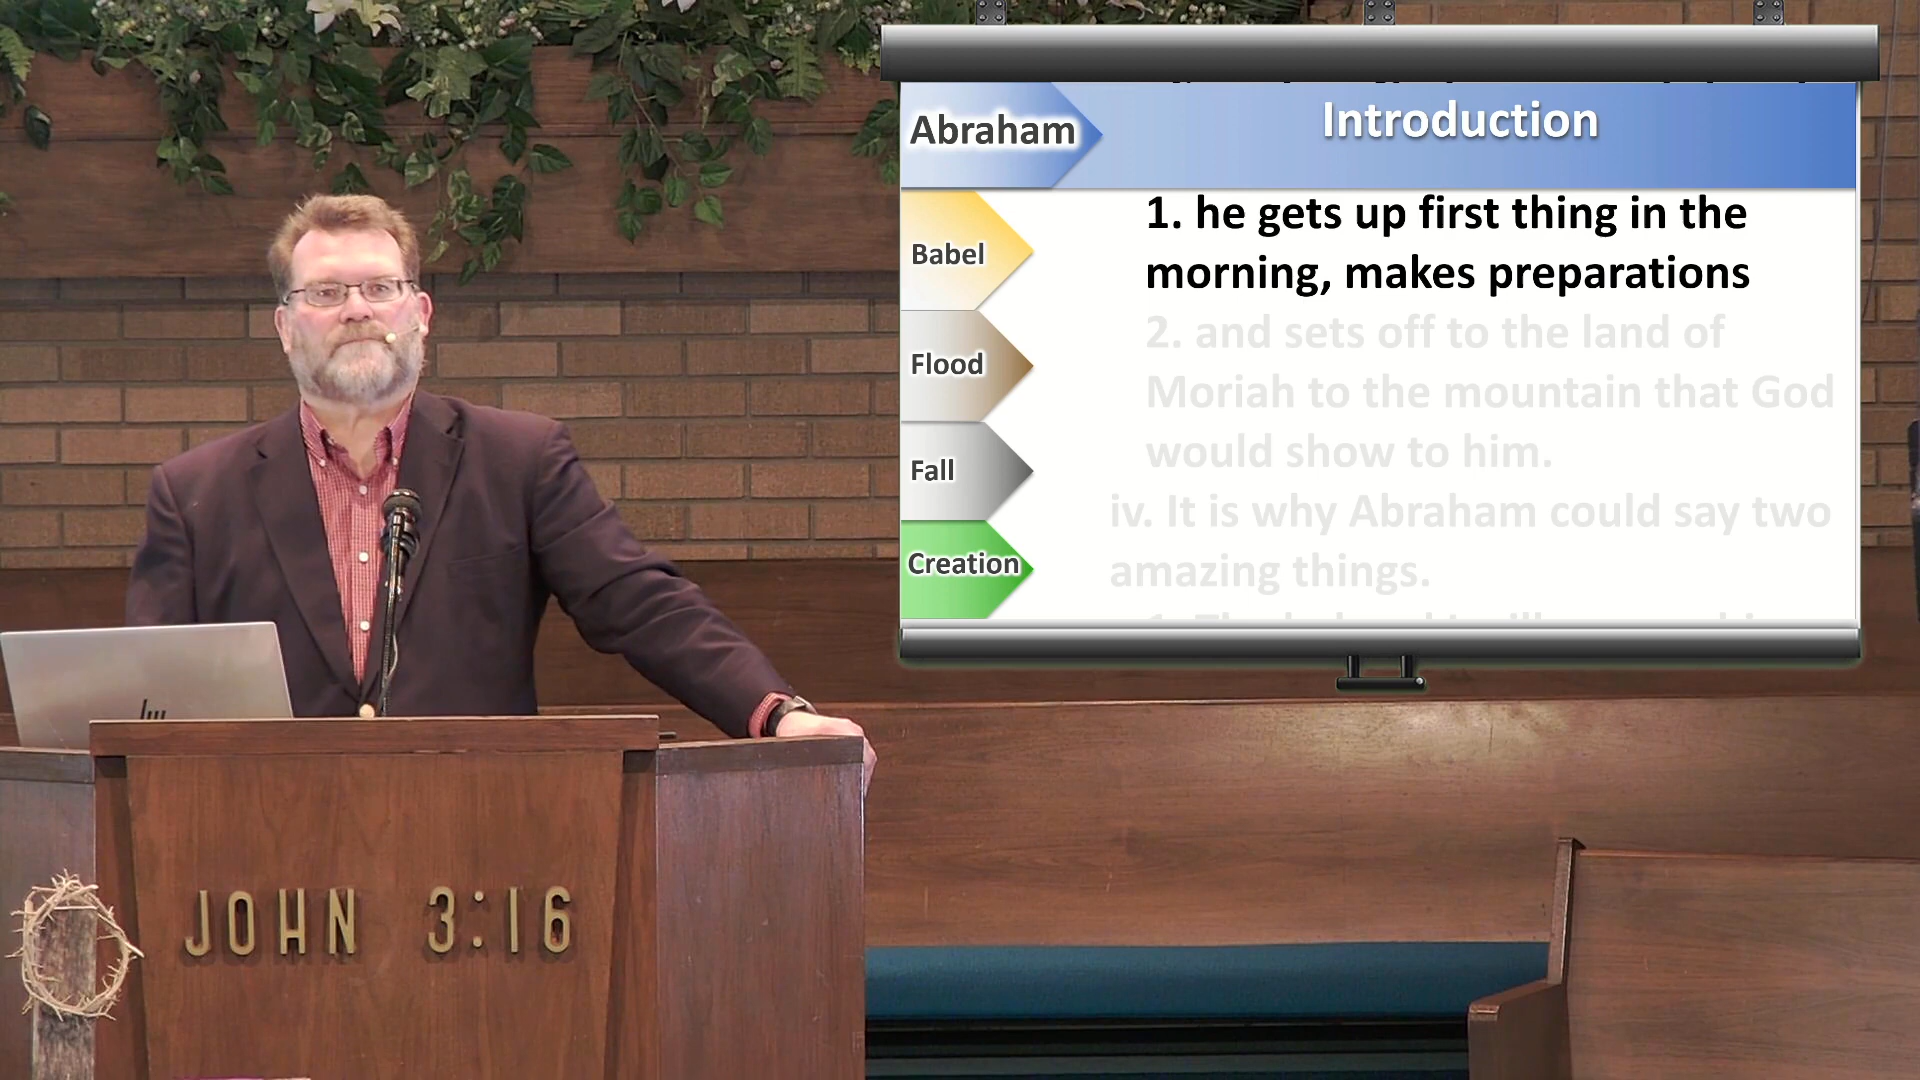 Abraham
Introduction
Babel
Flood
Fall
Creation
1. he gets up first thing in the
morning, makes preparations
2. and sets off to the land of
Moriah to the mountain that God
would show to him.
iv. It is why Abraham could say two
amazing things.
JOHN 3:16
hp